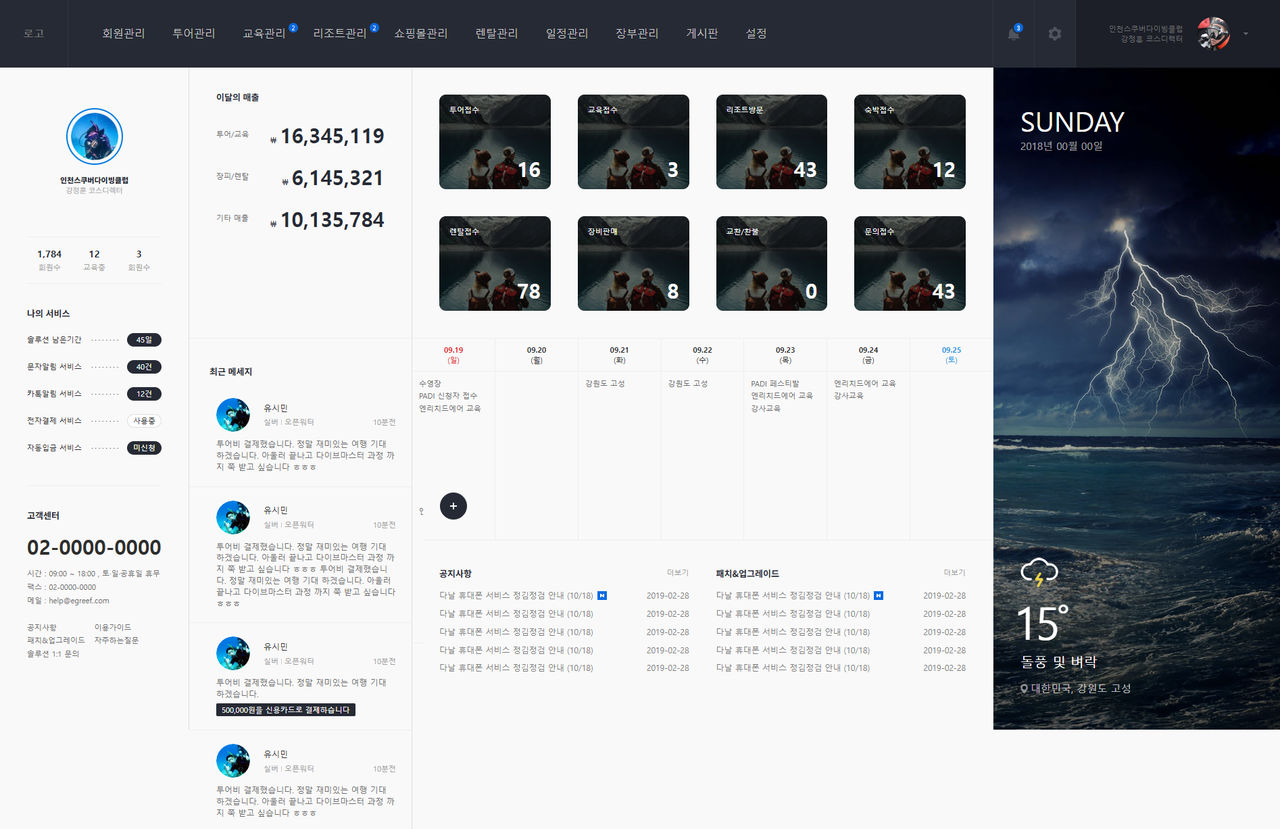 로고
회원관리
투어관리
교육관리 2
리조트관리 2
쇼핑몰관리
렌탈관리
일정관리
장부관리
게시판
설정
3
인천스쿠버다이빙클럽
강정훈 코스디렉터
인천스쿠버다이빙클럽
강정훈 코스디렉터
1,784
회원수
12
교육중
3
회원수
나의 서비스
솔루션 남은기간 ········ 45일
문자알림 서비스 ········ 40건
카톡알림 서비스 ········ 12건
전자결제 서비스 ········ 사용중
자동입금 서비스 ········ 미신청
고객센터
02-0000-0000
시간 : 09:00 ~ 18:00 , 토·일·공휴일 휴무
팩스 : 02-0000-0000
메일 : help@egreef.com
공지사항 이용가이드
패치&업그레이드 자주하는질문
솔루션 1:1 문의
이달의 매출
투어/교육 ₩ 16,345,119
장피/렌탈 ₩ 6,145,321
기타 매출 ₩ 10,135,784
최근 메세지
유시민
실버 | 오픈워터 10분전
투어비 결제했습니다. 정말 재미있는 여행 기대
하겠습니다. 아울러 끝나고 다이브마스터 과정 까
지 쭉 받고 싶습니다 ㅎㅎㅎ
유시민
실버 | 오픈워터 10분전
투어비 결제했습니다. 정말 재미있는 여행 기대
하겠습니다. 아울러 끝나고 다이브마스터 과정 까
지 쭉 받고 싶습니다 ㅎㅎㅎ 투어비 결제했습니
다. 정말 재미있는 여행 기대 하겠습니다. 아울러
끝나고 다이브마스터 과정 까지 쭉 받고 싶습니다
ㅎㅎㅎ
유시민
실버 | 오픈워터 10분전
투어비 결제했습니다. 정말 재미있는 여행 기대
하겠습니다.
500,000원을 신용카드로 결제하습니다
유시민
실버 | 오픈워터 10분전
투어비 결제했습니다. 정말 재미있는 여행 기대
하겠습니다. 아울러 끝나고 다이브마스터 과정 까
지 쭉 받고 싶습니다 ㅎㅎㅎ
투어접수
16
교육접수
3
리조트방문
43
숙박접수
12
렌탈접수
78
장비판매
8
교환/환불
0
문의접수
43
09.19
(일)
09.20
(월)
09.21
(화)
09.22
(수)
09.23
(목)
09.24
(금)
09.25
(토)
수영장
PADI 신청자 접수
엔리치드에어 교육
강원도 고성
강원도 고성
PADI 페스티발
엔리치드에어 교육
강사교육
엔리치드에어 교육
강사교육
+
공지사항 더보기
다날 휴대폰 서비스 정김정검 안내 (10/18) N 2019-02-28
다날 휴대폰 서비스 정김정검 안내 (10/18) 2019-02-28
다날 휴대폰 서비스 정김정검 안내 (10/18) 2019-02-28
다날 휴대폰 서비스 정김정검 안내 (10/18) 2019-02-28
다날 휴대폰 서비스 정김정검 안내 (10/18) 2019-02-28
패치&업그레이드 더보기
다날 휴대폰 서비스 정김정검 안내 (10/18) N 2019-02-28
다날 휴대폰 서비스 정김정검 안내 (10/18) 2019-02-28
다날 휴대폰 서비스 정김정검 안내 (10/18) 2019-02-28
다날 휴대폰 서비스 정김정검 안내 (10/18) 2019-02-28
다날 휴대폰 서비스 정김정검 안내 (10/18) 2019-02-28
SUNDAY
2018년 00월 00일
15°
돌풍 및 벼락
대한민국, 강원도 고성